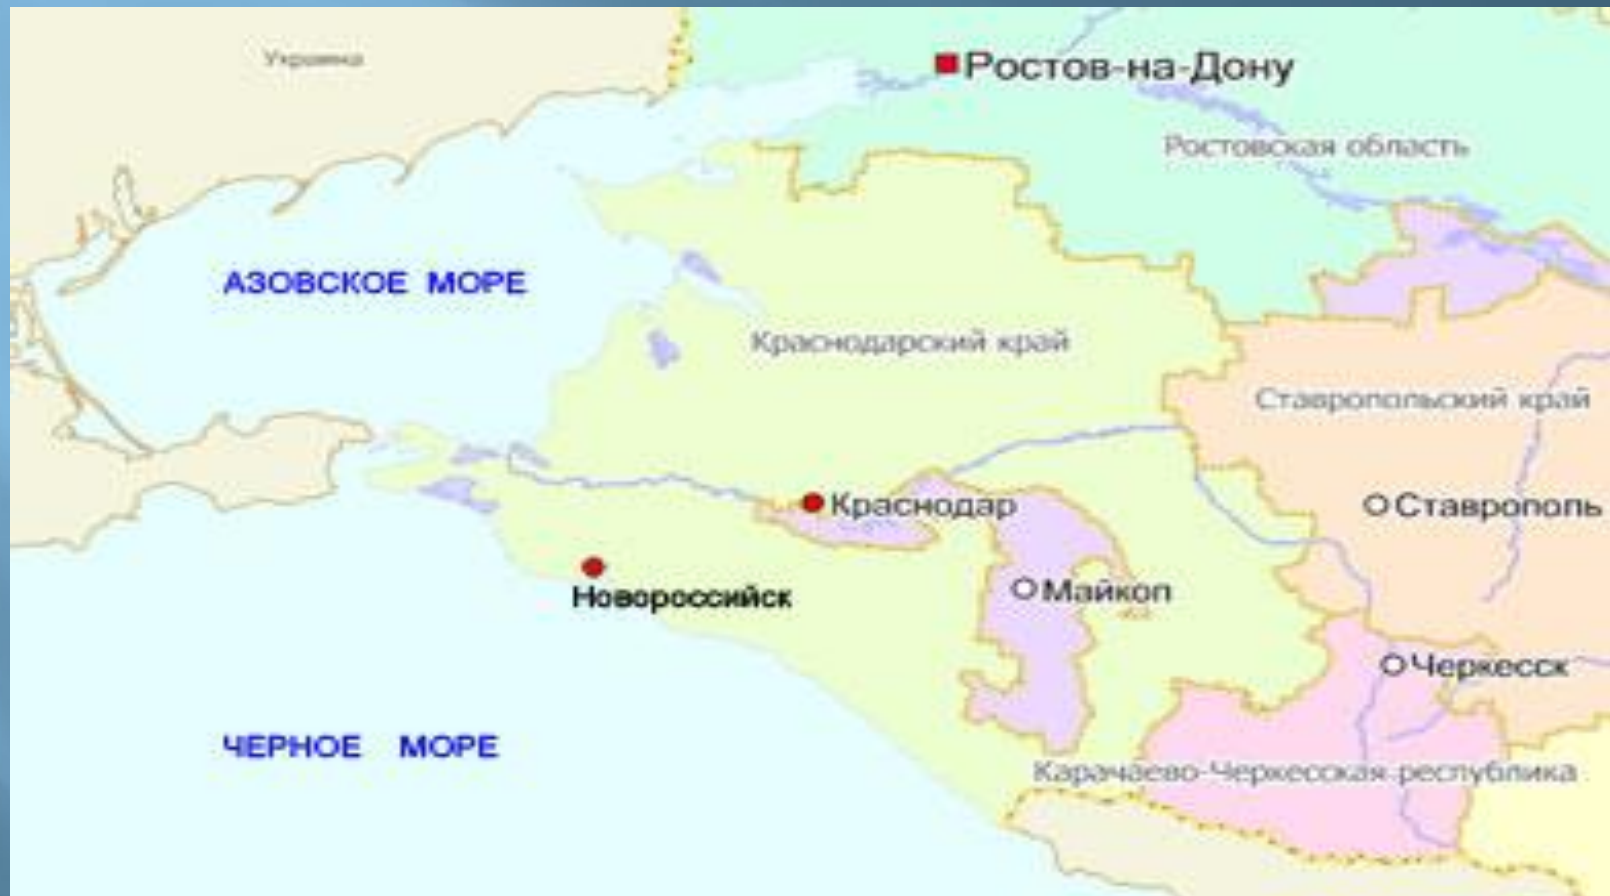 Украина
Ростов-на-Дону
Ростовская область
АЗОВСКОЕ МОРЕ
Краснодарский край
Ставропольский край
Краснодар
Ставрополь
Новороссийск
Майкоп
Черкесск
ЧЕРНОЕ МОРЕ
Карачаево-Черкесская республика